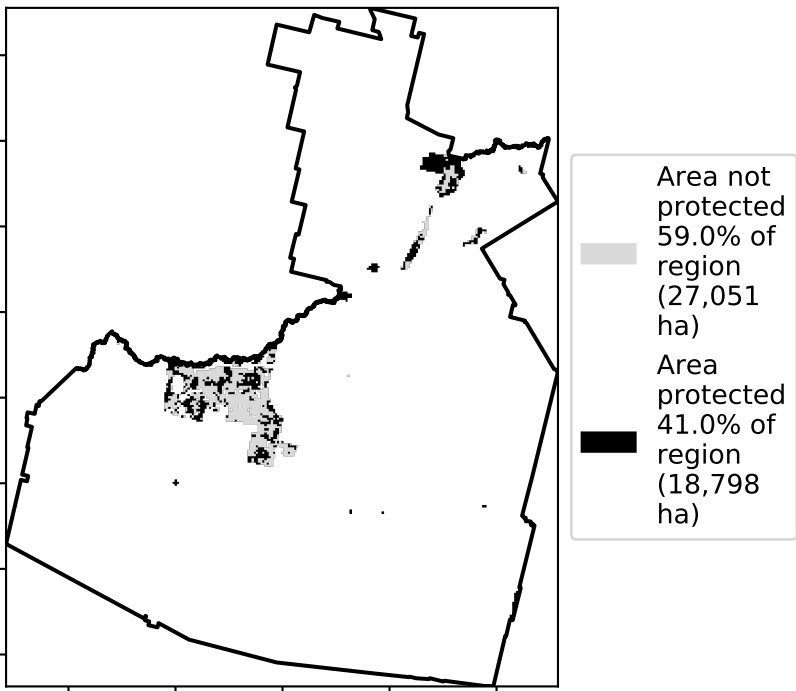 Area not
protected
59.0% of
region
(27,051
ha)
Area
protected
41.0% of
region
(18,798
ha)